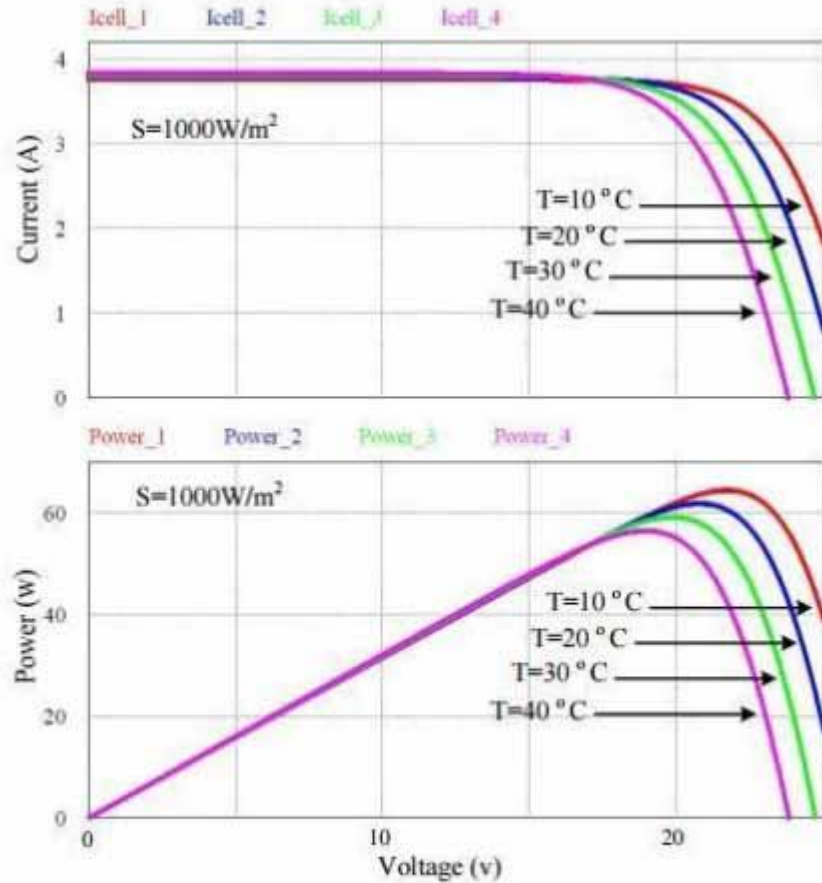 Icell_1 Icell_2 Icell_3 Icell_4
4
3
2
1
0
Current (A)
S=1000W/m²
T=10 °C
T=20 °C
T=30 °C
T=40 °C
Power_1 Power_2 Power_3 Power_4
60
40
20
0
Power (w)
S=1000W/m²
T=10 °C
T=20 °C
T=30 °C
T=40 °C
0 10 20
Voltage (v)